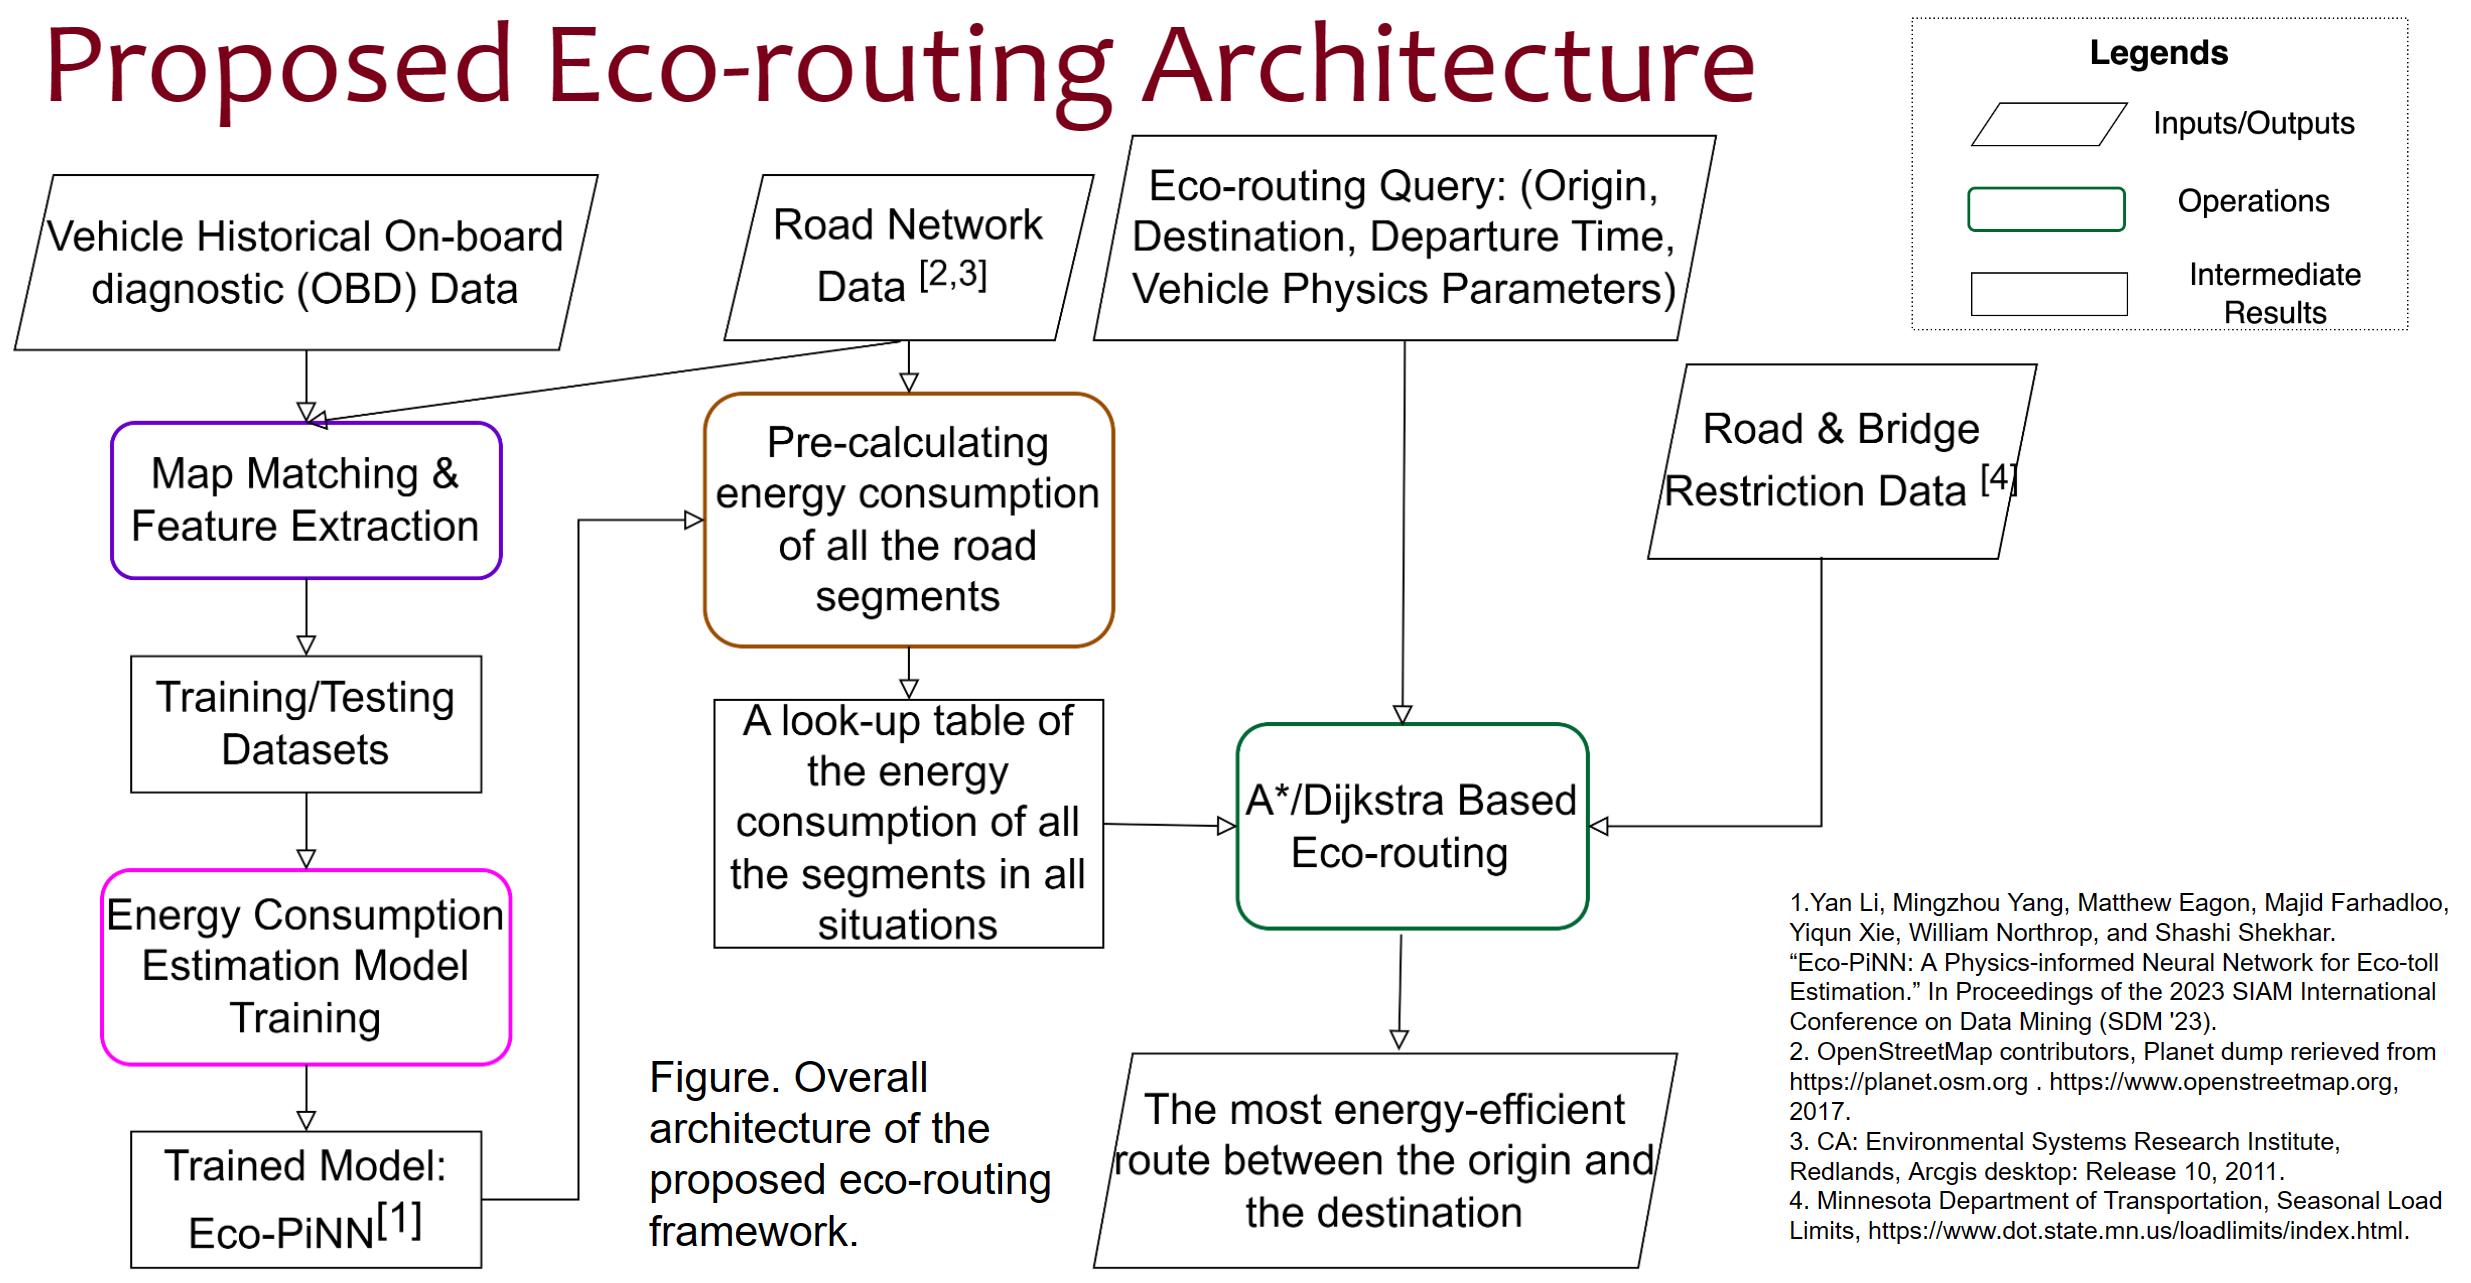 Proposed Eco-routing Architecture
Legends
Inputs/Outputs
Operations
Intermediate
Results
Vehicle Historical On-board
diagnostic (OBD) Data
Road Network
Data [2,3]
Eco-routing Query: (Origin,
Destination, Departure Time,
Vehicle Physics Parameters)
Road & Bridge
Restriction Data [4]
Map Matching &
Feature Extraction
Pre-calculating
energy consumption
of all the road
segments
Training/Testing
Datasets
A look-up table of
the energy
consumption of all
the segments in all
situations
A*/Dijkstra Based
Eco-routing
Energy Consumption
Estimation Model
Training
Trained Model:
Eco-PiNN[1]
Figure. Overall
architecture of the
proposed eco-routing
framework.
The most energy-efficient
route between the origin and
the destination
1.Yan Li, Mingzhou Yang, Matthew Eagon, Majid Farhadloo,
Yiqun Xie, William Northrop, and Shashi Shekhar.
“Eco-PiNN: A Physics-informed Neural Network for Eco-toll
Estimation.” In Proceedings of the 2023 SIAM International
Conference on Data Mining (SDM '23).
2. OpenStreetMap contributors, Planet dump rerieved from
https://planet.osm.org . https://www.openstreetmap.org,
2017.
3. CA: Environmental Systems Research Institute,
Redlands, Arcgis desktop: Release 10, 2011.
4. Minnesota Department of Transportation, Seasonal Load
Limits, https://www.dot.state.mn.us/loadlimits/index.html.